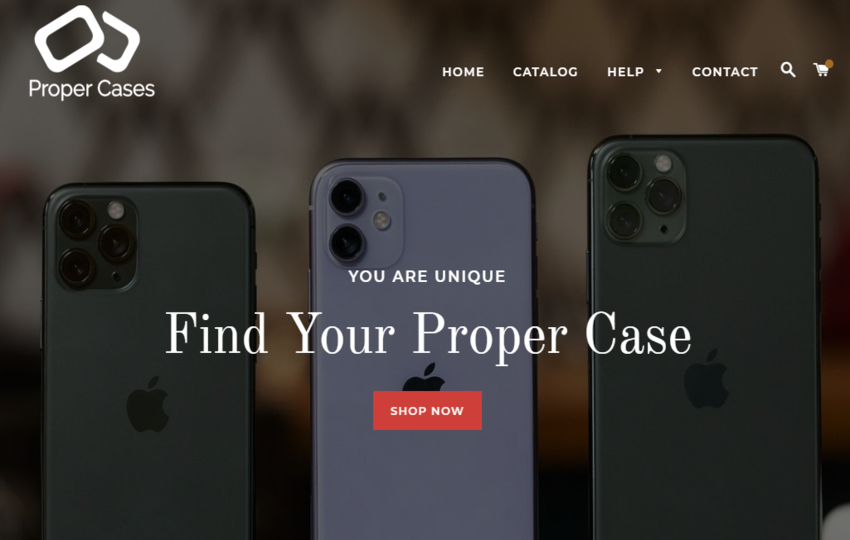 Proper Cases
HOME CATALOG HELP CONTACT
YOU ARE UNIQUE
Find Your Proper Case
SHOP NOW